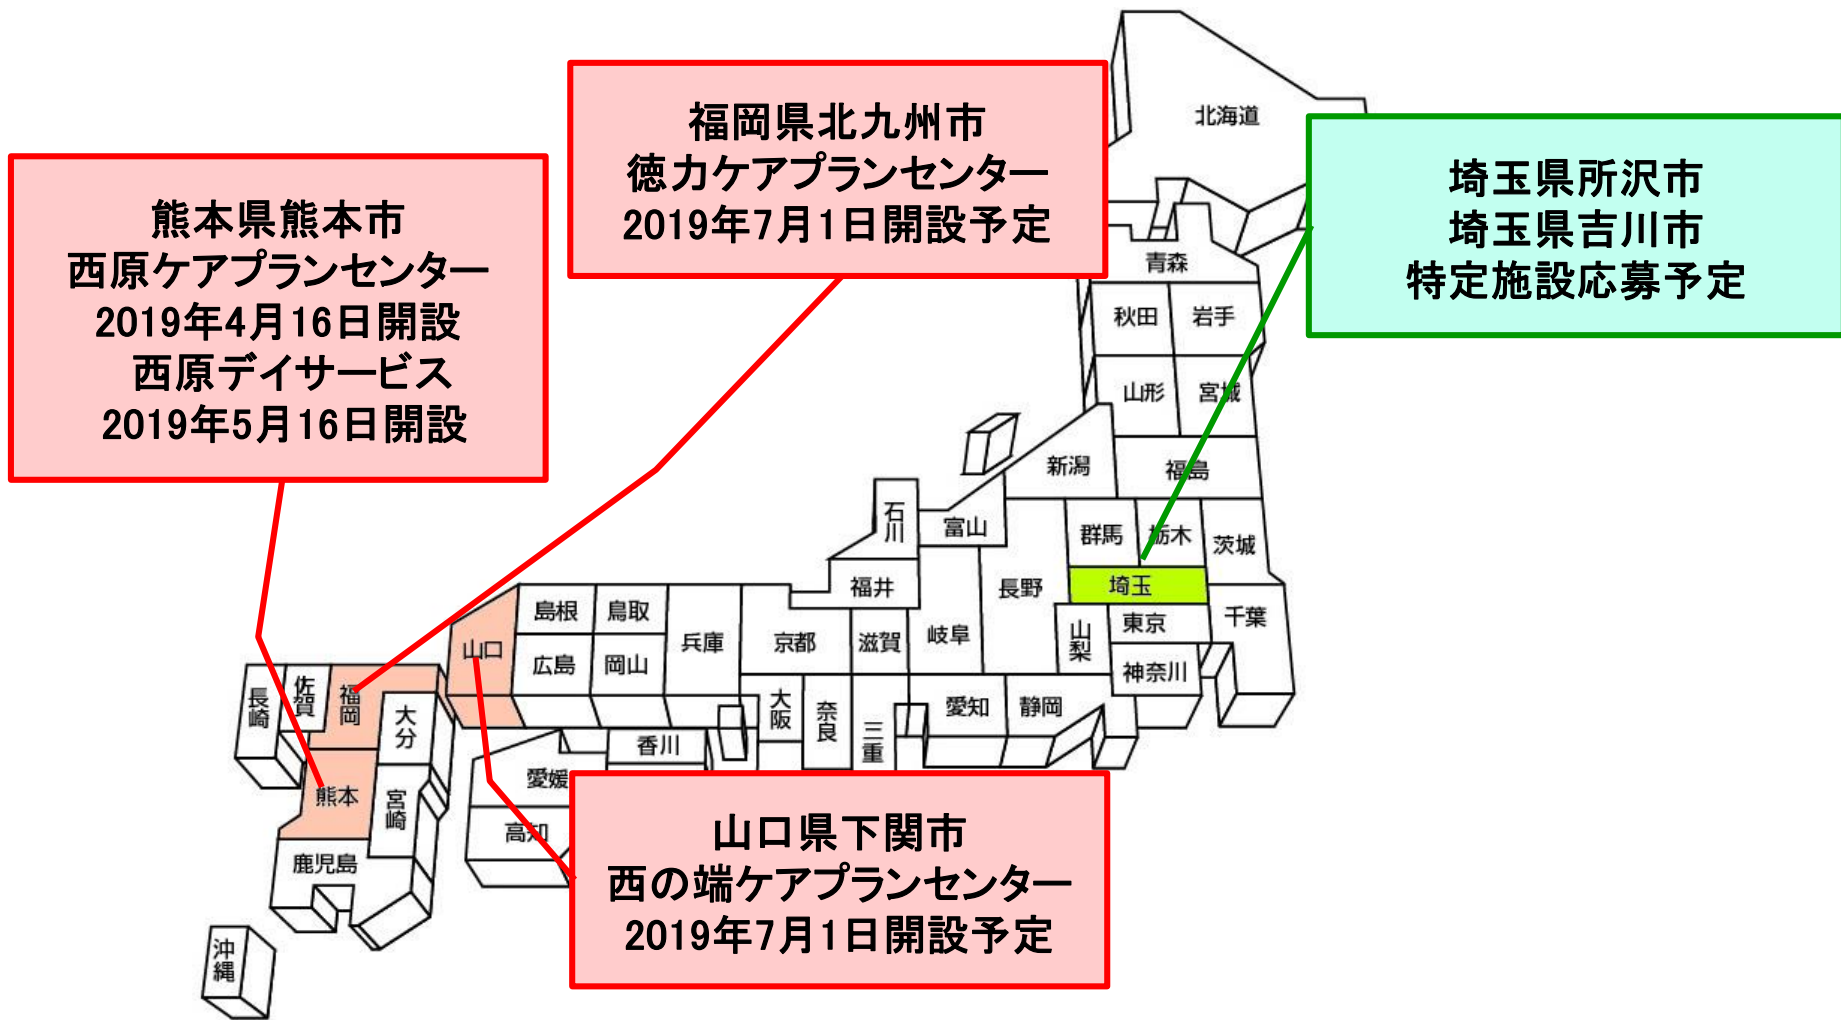 熊本県熊本市
西原ケアプランセンター
2019年4月16日開設
西原デイサービス
2019年5月16日開設
福岡県北九州市
徳力ケアプランセンター
2019年7月1日開設予定
埼玉県所沢市
埼玉県吉川市
特定施設応募予定
山口県下関市
西の端ケアプランセンター
2019年7月1日開設予定
北海道
青森
秋田
岩手
山形
宮城
新潟
福島
石川
富山
群馬
栃木
茨城
福井
長野
埼玉
島根
鳥取
兵庫
京都
滋賀
岐阜
山梨
東京
千葉
山口
広島
岡山
神奈川
長崎
佐賀
福岡
大分
大阪
奈良
三重
愛知
静岡
香川
愛媛
熊本
宮崎
高知
鹿児島
沖縄